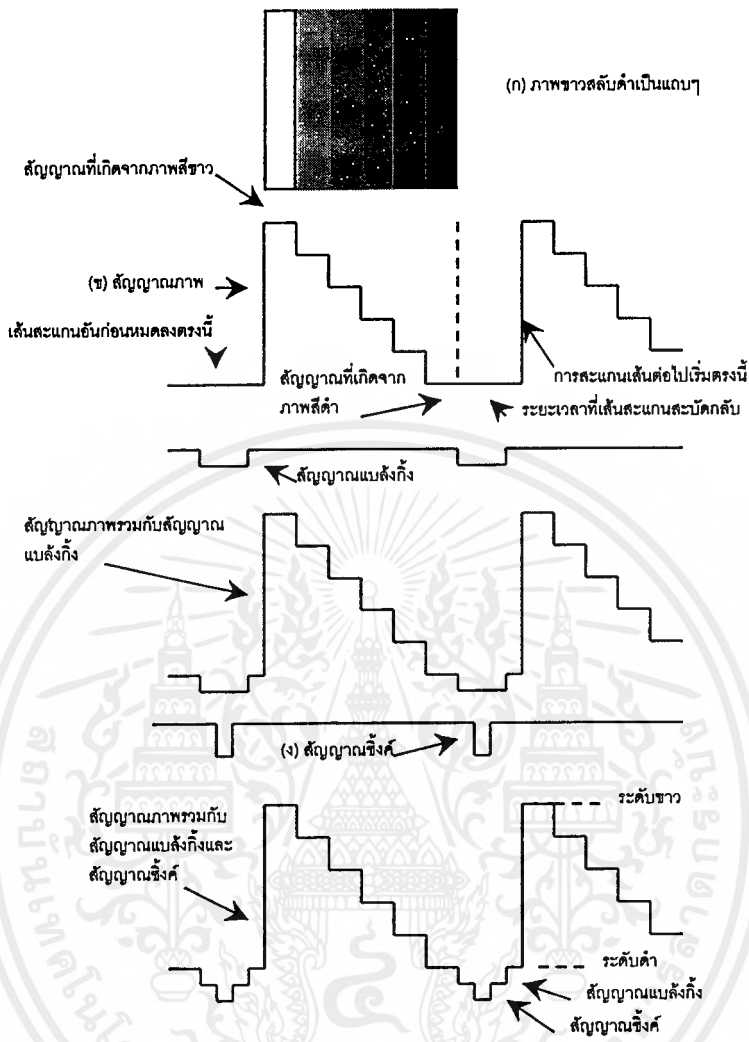 (ก) ภาพขาวสลับดำเป็นแถบๆ
สัญญาณที่เกิดจากภาพสีขาว
(ข) สัญญาณภาพ
เส้นสะแกนอันก่อนหมดลงตรงนี้
สัญญาณที่เกิดจาก
ภาพสีดำ
การสะแกนเส้นต่อไปเริ่มตรงนี้
ระยะเวลาที่เส้นสะแกนสะบัดกลับ
สัญญาณแบล้งกิ้ง
สัญญาณภาพรวมกับสัญญาณ
แบล้งกิ้ง
(ง) สัญญาณซิ้งค์
สัญญาณภาพรวมกับ
สัญญาณแบล้งกิ้งและ
สัญญาณซิ้งค์
ระดับขาว
ระดับดำ
สัญญาณแบล้งกิ้ง
สัญญาณซิ้งค์